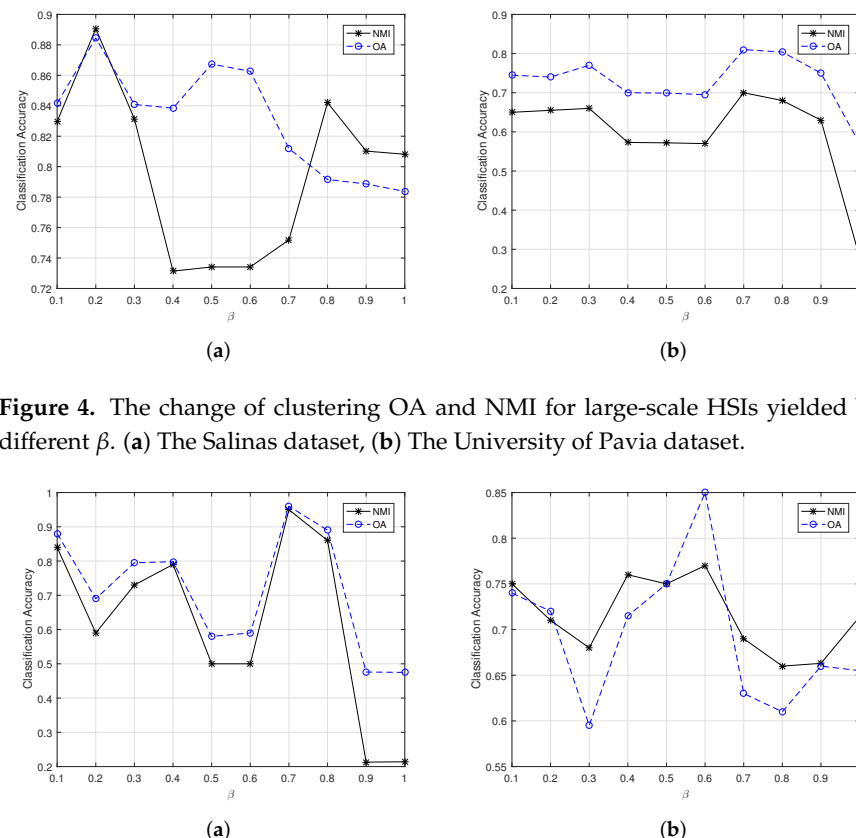 0.9
0.88
0.86
0.84
0.82
0.8
0.78
0.76
0.74
0.72
Classification Accuracy
0.1 0.2 0.3 0.4 0.5 0.6 0.7 0.8 0.9 1
β
NMI
OA
(a)
0.9
0.8
0.7
0.6
0.5
0.4
0.3
0.2
Classification Accuracy
0.1 0.2 0.3 0.4 0.5 0.6 0.7 0.8 0.9
β
NMI
OA
(b)
Figure 4. The change of clustering OA and NMI for large-scale HSIs yielded
different β. (a) The Salinas dataset, (b) The University of Pavia dataset.
1
0.9
0.8
0.7
0.6
0.5
0.4
0.3
0.2
Classification Accuracy
0.1 0.2 0.3 0.4 0.5 0.6 0.7 0.8 0.9 1
β
NMI
OA
(a)
0.85
0.8
0.75
0.7
0.65
0.6
0.55
Classification Accuracy
0.1 0.2 0.3 0.4 0.5 0.6 0.7 0.8 0.9
β
NMI
OA
(b)